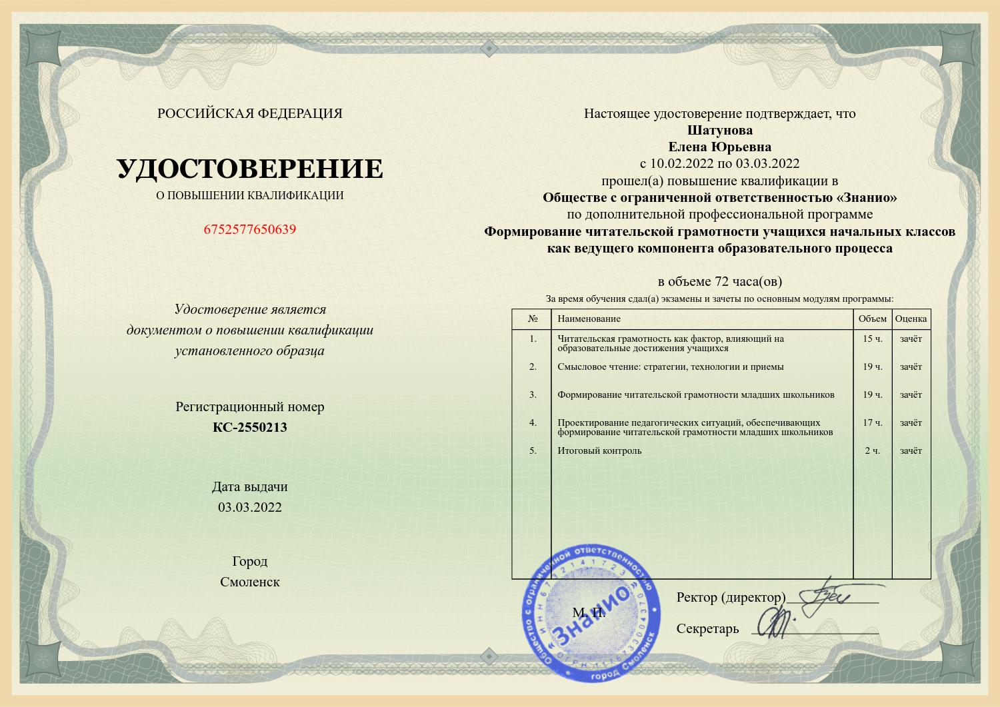 РОССИЙСКАЯ ФЕДЕРАЦИЯ
УДОСТОВЕРЕНИЕ
О ПОВЫШЕНИИ КВАЛИФИКАЦИИ
6752577650639
Удостоверение является
документом о повышении квалификации
установленного образца
Регистрационный номер
КС-2550213
Дата выдачи
03.03.2022
Город
Смоленск
Настоящее удостоверение подтверждает, что
Шатунова
Елена Юрьевна
с 10.02.2022 по 03.03.2022
прошел(а) повышение квалификации в
Обществе с ограниченной ответственностью «Знанио»
по дополнительной профессиональной программе
Формирование читательской грамотности учащихся начальных классов
как ведущего компонента образовательного процесса
в объеме 72 часа(ов)
За время обучения сдал(а) экзамены и зачеты по основным модулям программы:
№ Наименование Объем Оценка
1. Читательская грамотность как фактор, влияющий на 15 ч. зачёт
образовательные достижения учащихся
2. Смысловое чтение: стратегии, технологии и приемы 19 ч. зачёт
3. Формирование читательской грамотности младших школьников 19 ч. зачёт
4. Проектирование педагогических ситуаций, обеспечивающих 17 ч. зачёт
формирование читательской грамотности младших школьников
5. Итоговый контроль 2 ч. зачёт
Общество с ограниченной ответственностью
ИНН 6732141723
«Знанио»
ОГРН 1176733004370
город Смоленск
М. П.
Ректор (директор)
Секретарь